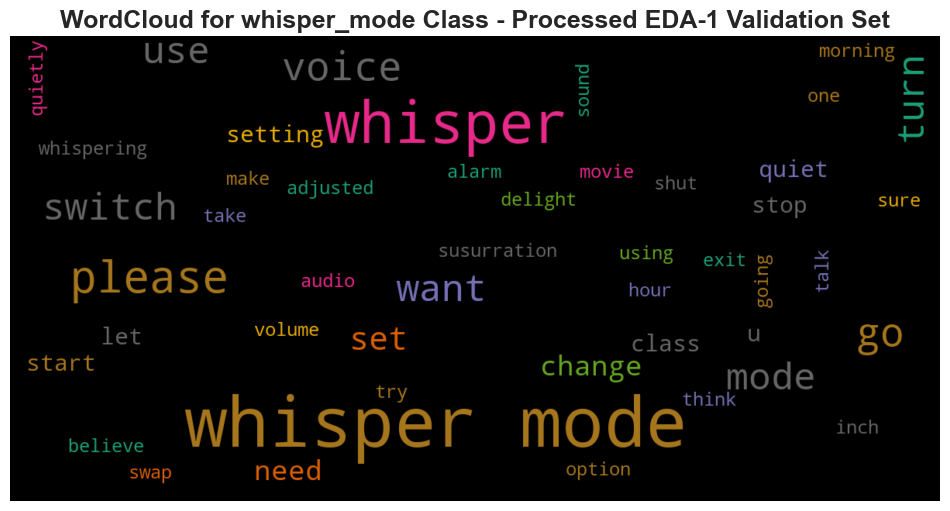 WordCloud for whisper_mode Class - Processed EDA-1 Validation Set
quietly
use
voice
sound
morning
turn
one
whisper
setting
whispering
make
adjusted
alarm
movie
shut
quiet
delight
switch
take
stop
sure
susurration
using
exit
going
talk
please
audio
want
hour
let
volume
set
class
u
go
start
change
mode
try
think
whisper mode
inch
believe
swap
need
option